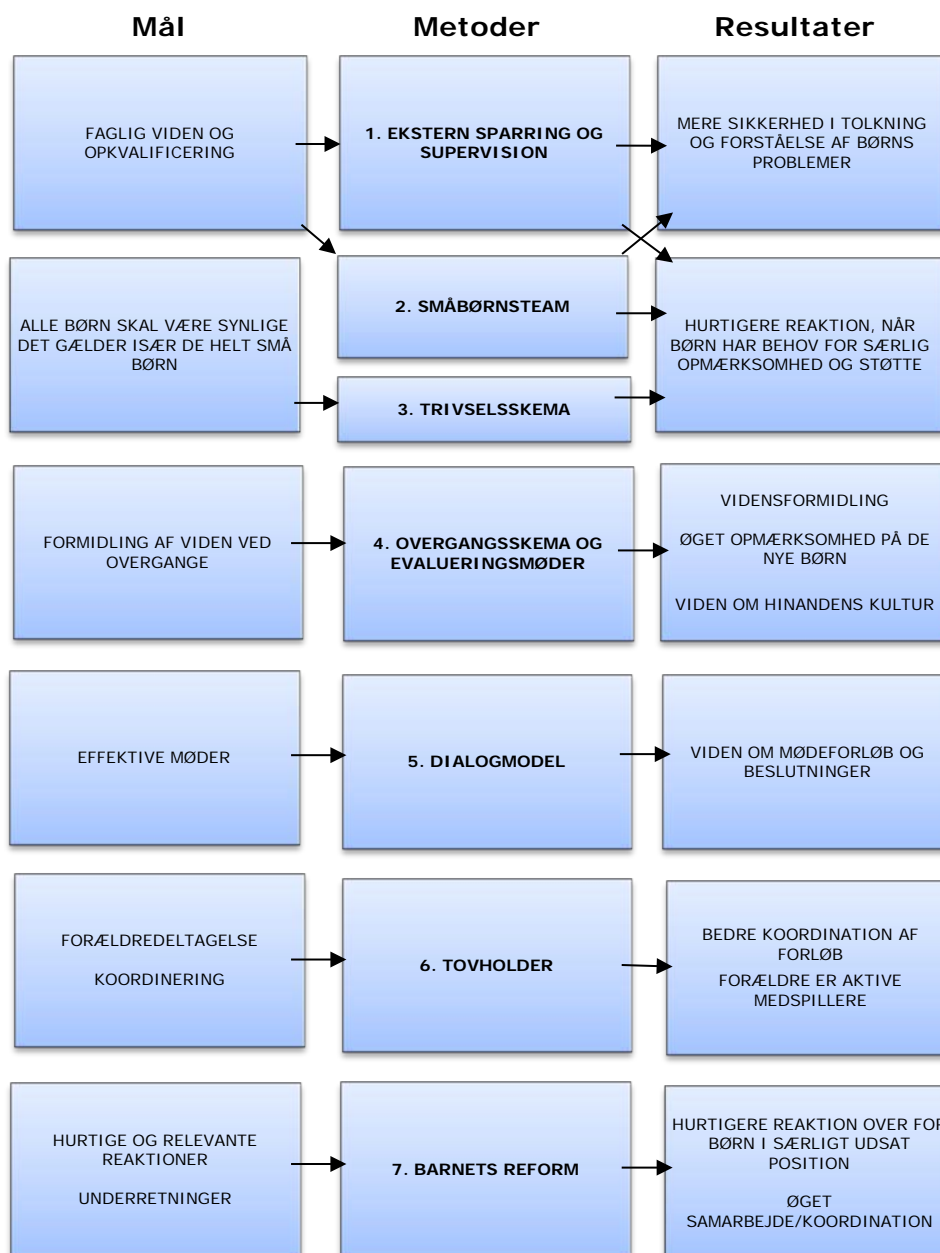 Mål
Metoder
Resultater
FAGLIG VIDEN OG
OPKVALIFICERING
1. EKSTERN SPARRING OG
SUPERVISION
MERE SIKKERHED I TOLKNING
OG FORSTÅELSE AF BØRNS
PROBLEMER
2. SMÅBØRNSTEAM
ALLE BØRN SKAL VÆRE SYNLIGE
DET GÆLDER ISÆR DE HELT SMÅ
BØRN
3. TRIVSELSSKEMA
HURTIGERE REAKTION, NÅR
BØRN HAR BEHOV FOR SÆRLIG
OPMÆRKSOMHED OG STØTTE
FORMIDLING AF VIDEN VED
OVERGANGE
4. OVERGANGSSKEMA OG
EVALUERINGSMØDER
VIDENSFORMIDLING
ØGET OPMÆRKSOMHED PÅ DE
NYE BØRN
VIDEN OM HINANDENS KULTUR
EFFEKTIVE MØDER
5. DIALOGMODEL
VIDEN OM MØDEFORLØB OG
BESLUTNINGER
FORÆLDREDELTAGELSE
KOORDINERING
6. TOVHOLDER
BEDRE KOORDINATION AF
FORLØB
FORÆLDRE ER AKTIVE
MEDSPILLERE
HURTIGE OG RELEVANTE
REAKTIONER
UNDERRETNINGER
7. BARNETS REFORM
HURTIGERE REAKTION OVER FOR
BØRN I SÆRLIGT UDSAT
POSITION
ØGET
SAMARBEJDE/KOORDINATION